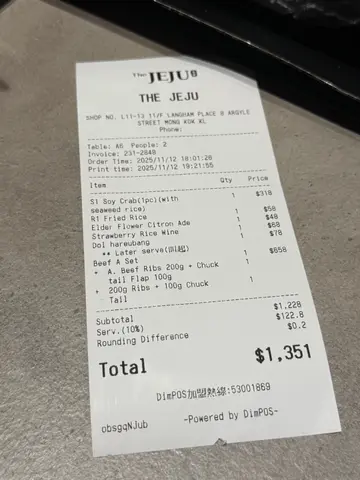 The JEJU
THE JEJU
SHOP NO. L11-13 11/F LANGHAM PLACE 8 ARGYLE
STREET MONG KOK KL
Phone:
Table: A6 People: 2
Invoice: 231-2848
Order time: 2025/11/12 18:01:26
Print time: 2025/11/12 19:21:55
Item Qty Price
S1 Soy Crab(1pc)(with 1 $318
seaweed rice)
R1 Fried Rice 1 $58
Elder Flower Citron Ade 1 $48
Strawberry Rice Wine 1 $68
Dol hareubang 1 $78
** Later serve(叫起)
Beef A Set 1 $658
+ A. Beef Ribs 200g + Chuck 1
tail Flap 100g
+ 200g Ribs + 100g Chuck 1
Tail
Subtotal $1,228
Serv.(10%) $122.8
Rounding Difference $0.2
Total $1,351
DimPOS加盟熱線:53001869
obsgqNJub -Powered by DimPOS-